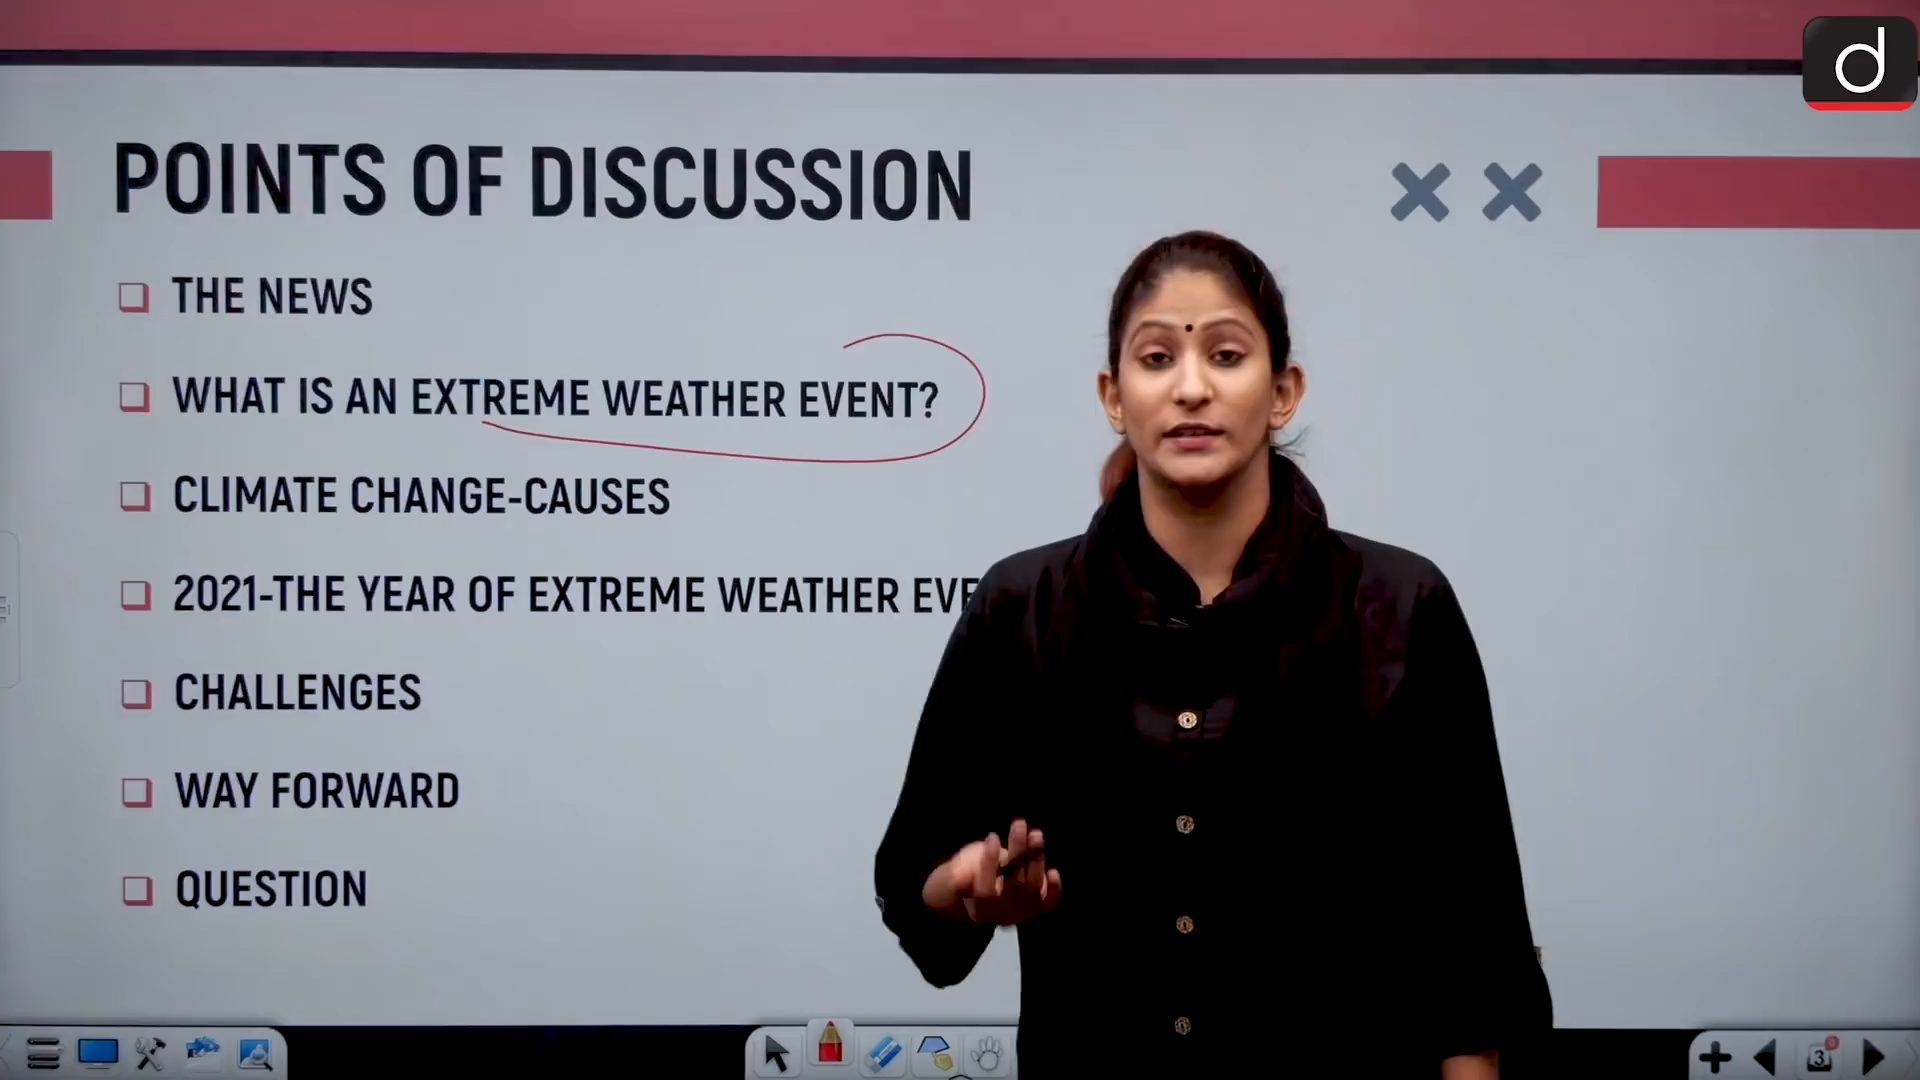 d
POINTS OF DISCUSSION
THE NEWS
WHAT IS AN EXTREME WEATHER EVENT?
CLIMATE CHANGE-CAUSES
2021-THE YEAR OF EXTREME WEATHER
CHALLENGES
WAY FORWARD
QUESTION
3